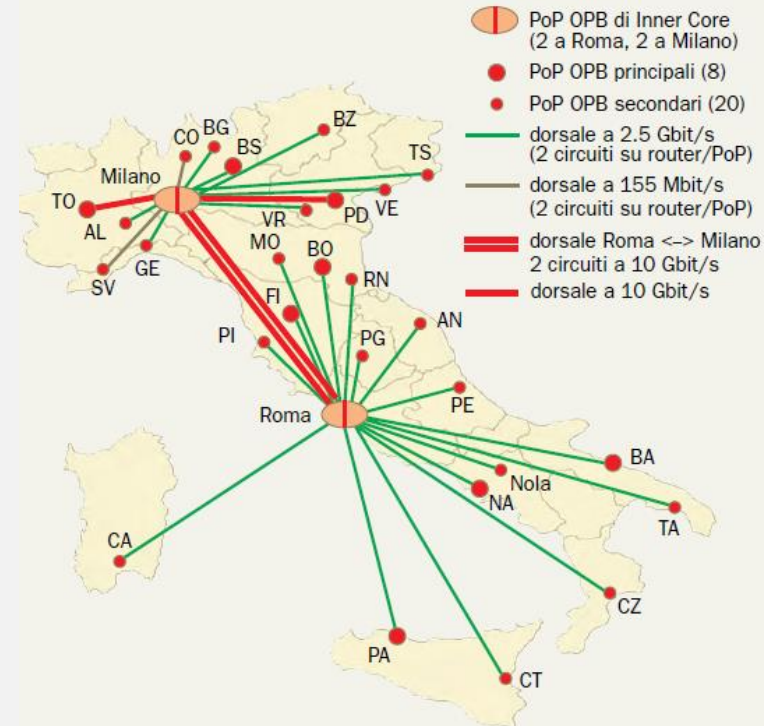 PoP OPB di Inner Core
(2 a Roma, 2 a Milano)
PoP OPB principali (8)
PoP OPB secondari (20)
dorsale a 2.5 Gbit/s
(2 circuiti su router/PoP)
dorsale a 155 Mbit/s
(2 circuiti su router/PoP)
dorsale Roma <–> Milano
2 circuiti a 10 Gbit/s
dorsale a 10 Gbit/s
BZ
BG
CO
BS
TS
Milano
TO
VE
PD
VR
AL
GE
SV
MO
BO
RN
FI
AN
PI
PG
Roma
PE
BA
Nola
NA
TA
CA
CZ
PA
CT